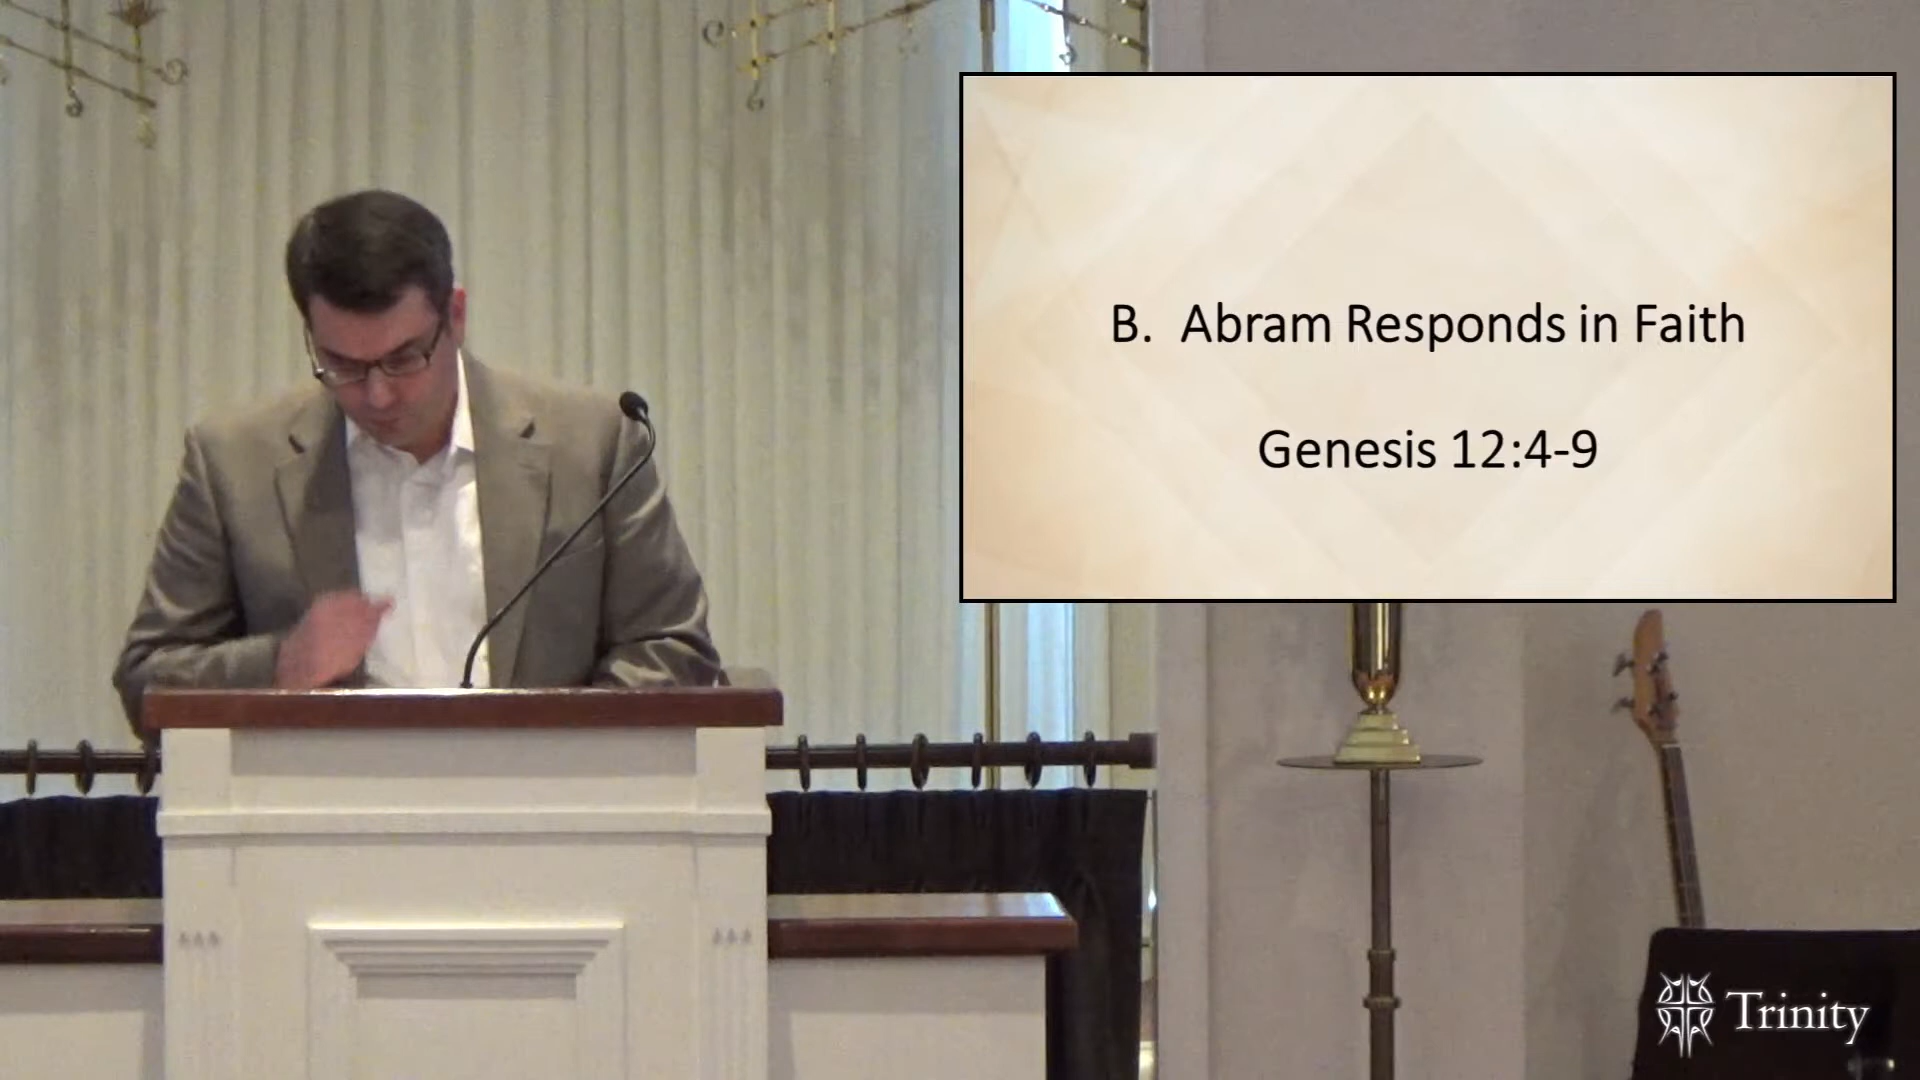 B. Abram Responds in Faith
Genesis 12:4-9
Trinity